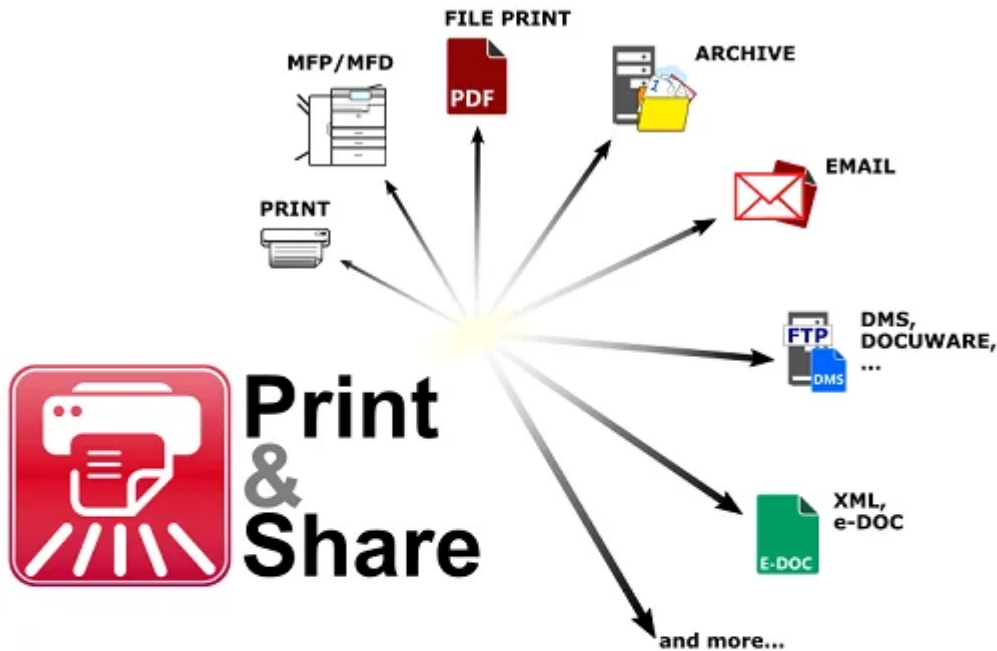 FILE PRINT
MFP/MFD
PDF
ARCHIVE
1
EMAIL
PRINT
DMS,
DOCUWARE,
...
FTP
DMS
Print
&
Share
XML,
e-DOC
E-DOC
and more...